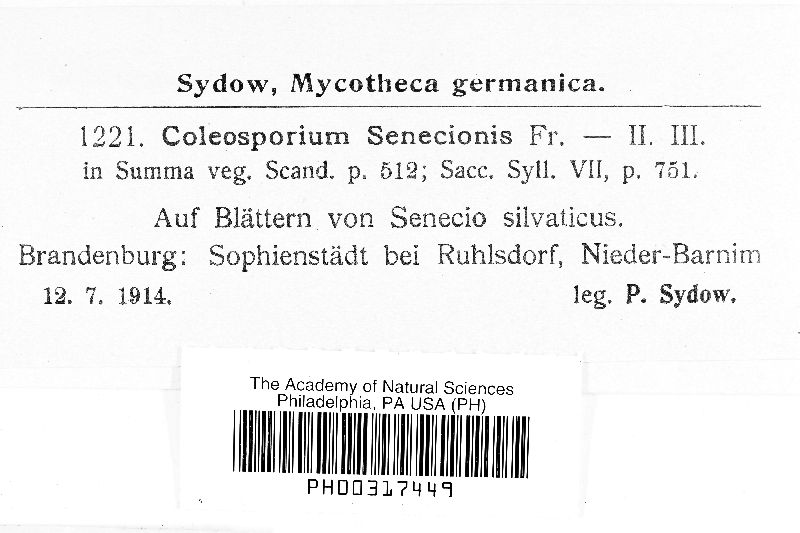 Sydow, Mycotheca germanica.
1221. Coleosporium Senecionis Fr. — II. III.
in Summa veg. Scand. p. 512; Sacc. Syll. VII, p. 751.
Auf Blättern von Senecio silvaticus.
Brandenburg: Sophienstädt bei Ruhlsdorf, Nieder-Barnim
12. 7. 1914. leg. P. Sydow.
The Academy of Natural Sciences
Philadelphia, PA USA (PH)
PH00317449